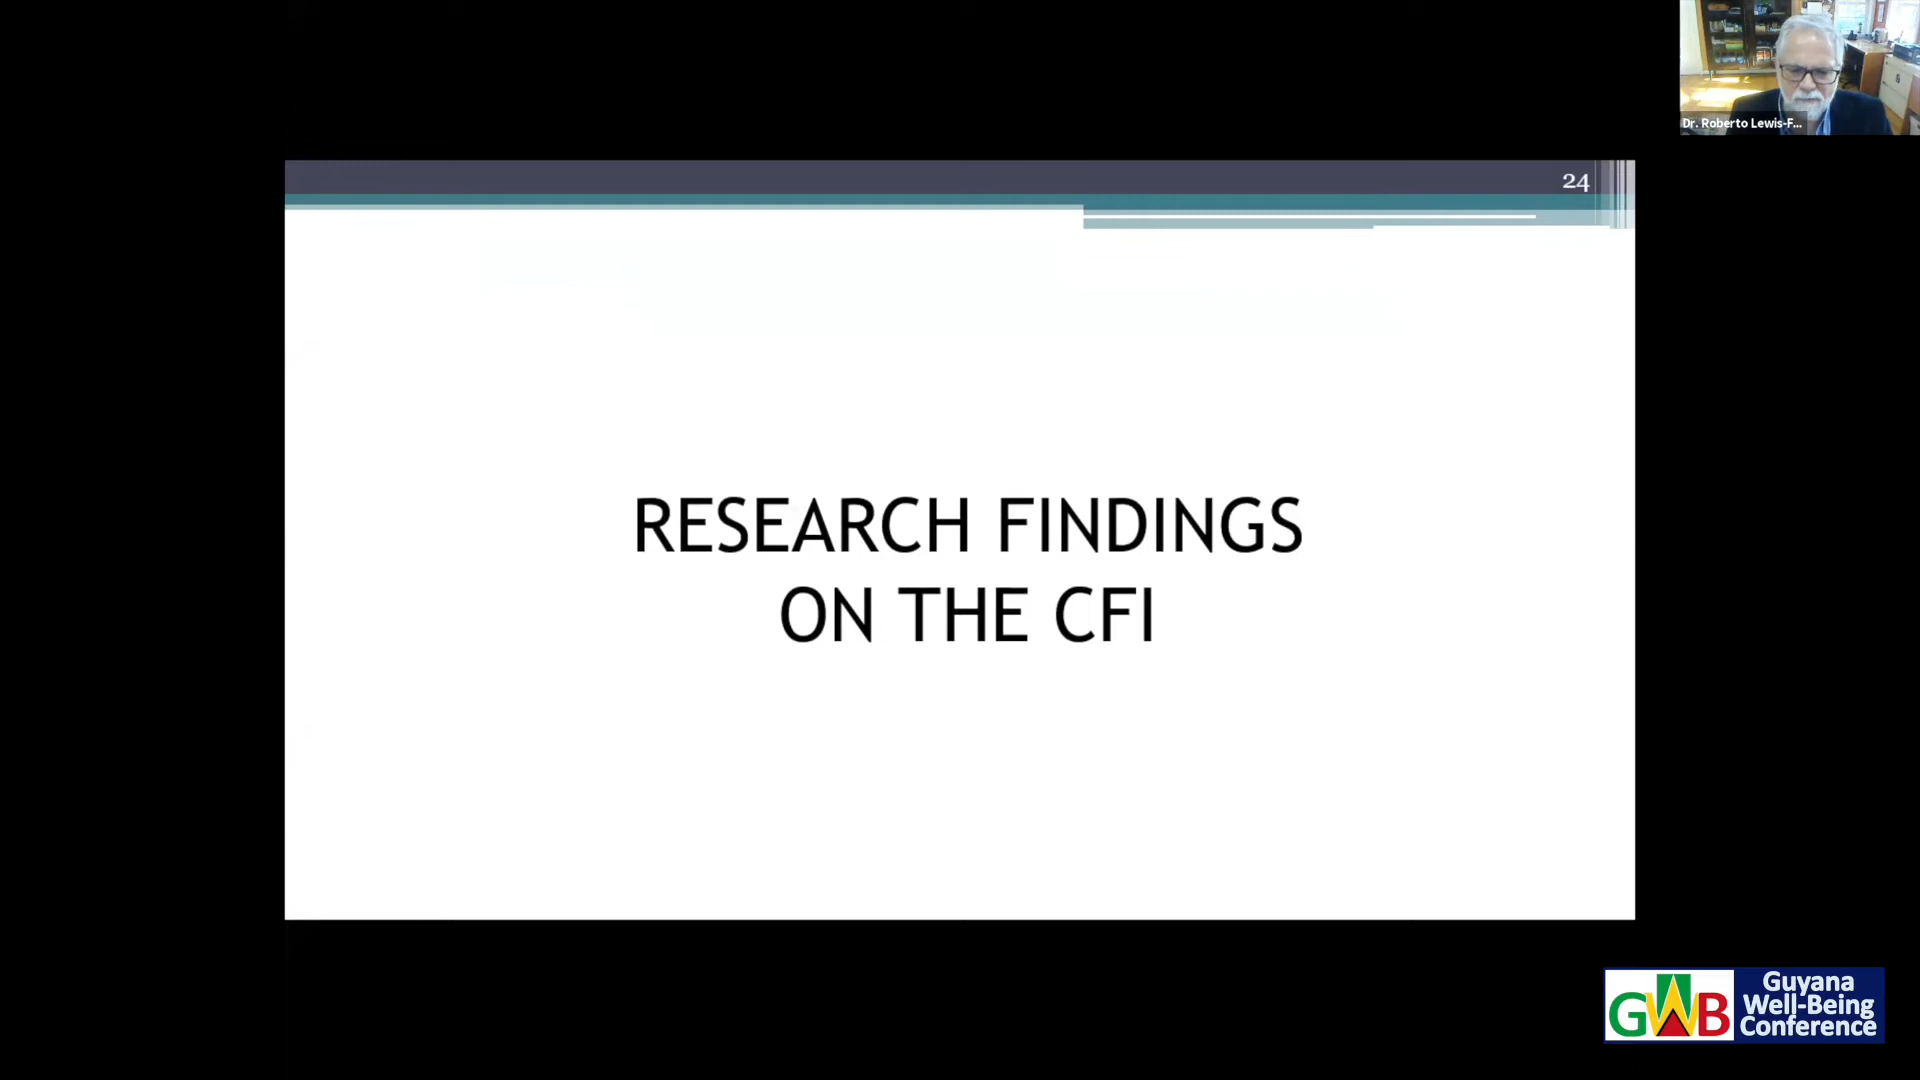 Dr. Roberto Lewis-F...
24
RESEARCH FINDINGS
ON THE CFI
GWB
Guyana
Well-Being
Conference